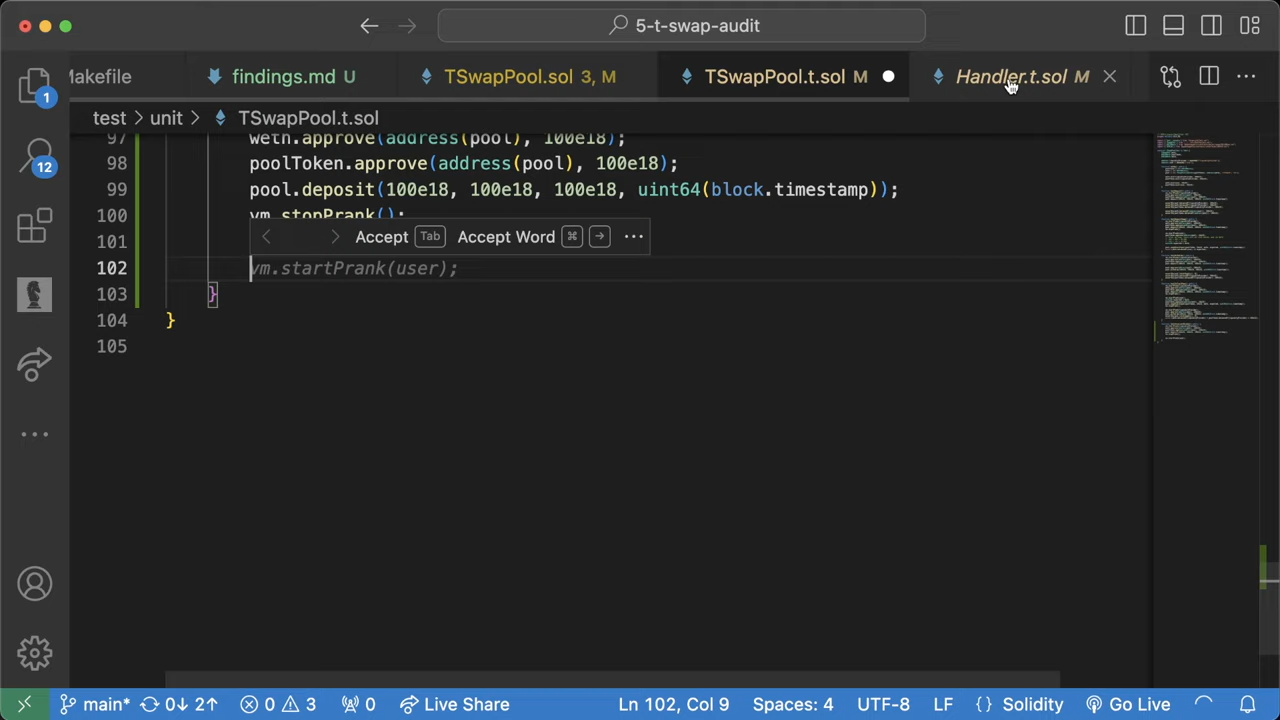 5-t-swap-audit
Makefile
findings.md U
TSwapPool.sol 3, M
TSwapPool.t.sol M
Handler.t.sol M
test > unit > TSwapPool.t.sol
97 weth.approve(address(pool), 100e18);
98 poolToken.approve(address(pool), 100e18);
99 pool.deposit(100e18, 100e18, 100e18, uint64(block.timestamp));
100 vm.stopPrank();
101
Accept Tab Accept Word ⌘ → ...
102 vm.startPrank(user);
103 }
104 }
105
1
12
main* 0↓ 2↑ 0 3 0 Live Share Ln 102, Col 9 Spaces: 4 UTF-8 LF {} Solidity Go Live